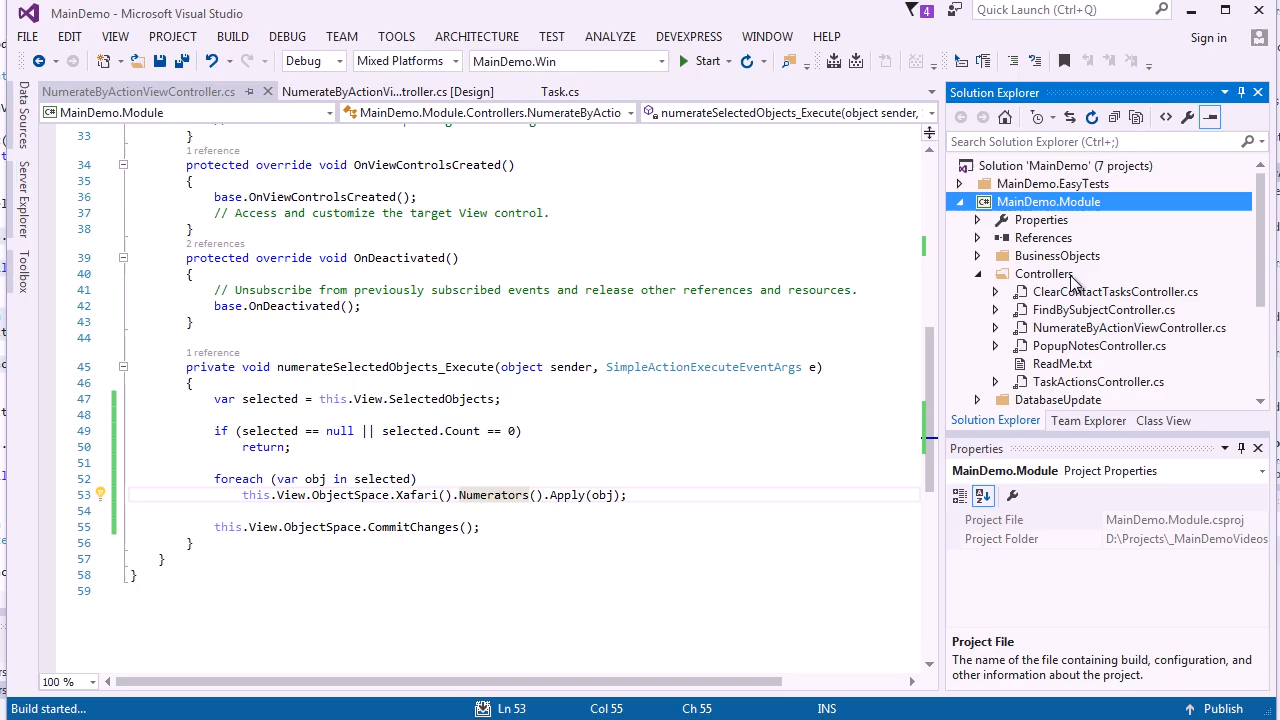 MainDemo - Microsoft Visual Studio
4
Quick Launch (Ctrl+Q)
FILE EDIT VIEW PROJECT BUILD DEBUG TEAM TOOLS ARCHITECTURE TEST ANALYZE DEVEXPRESS WINDOW HELP
Sign in
Debug Mixed Platforms MainDemo.Win Start
Data Sources
Server Explorer
Toolbox
NumerateByActionViewController.cs NumerateByActionVi...troller.cs [Design] Task.cs
MainDemo.Module MainDemo.Module.Controllers.NumerateByActio numerateSelectedObjects_Execute(object sender,
33 }
1 reference
34 protected override void OnViewControlsCreated()
35 {
36 base.OnViewControlsCreated();
37 // Access and customize the target View control.
38 }
2 references
39 protected override void OnDeactivated()
40 {
41 // Unsubscribe from previously subscribed events and release other references and resources.
42 base.OnDeactivated();
43 }
44
1 reference
45 private void numerateSelectedObjects_Execute(object sender, SimpleActionExecuteEventArgs e)
46 {
47 var selected = this.View.SelectedObjects;
48
49 if (selected == null || selected.Count == 0)
50 return;
51
52 foreach (var obj in selected)
53 this.View.ObjectSpace.Xafari().Numerators().Apply(obj);
54
55 this.View.ObjectSpace.CommitChanges();
56 }
57 }
58 }
59
100 %
Solution Explorer
Search Solution Explorer (Ctrl+;)
Solution 'MainDemo' (7 projects)
MainDemo.EasyTests
C# MainDemo.Module
Properties
References
BusinessObjects
Controllers
ClearContactTasksController.cs
FindBySubjectController.cs
NumerateByActionViewController.cs
PopupNotesController.cs
ReadMe.txt
TaskActionsController.cs
DatabaseUpdate
Solution Explorer Team Explorer Class View
Properties
MainDemo.Module Project Properties
Project File MainDemo.Module.csproj
Project Folder D:\Projects\_MainDemoVideos
Project File
The name of the file containing build, configuration, and
other information about the project.
Build started... Ln 53 Col 55 Ch 55 INS Publish